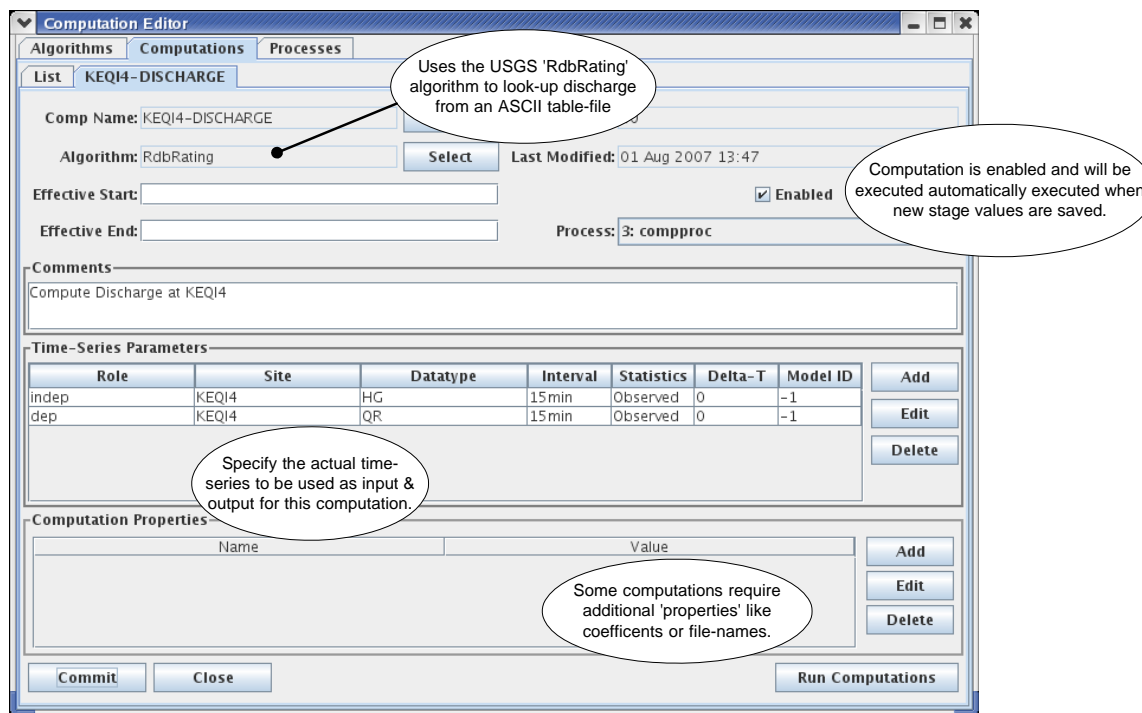 Computation Editor
Algorithms Computations Processes
List KEQI4-DISCHARGE
Uses the USGS 'RdbRating'
algorithm to look-up discharge
from an ASCII table-file
Comp Name: KEQI4-DISCHARGE
Algorithm: RdbRating Select Last Modified: 01 Aug 2007 13:47
Computation is enabled and will be
executed automatically executed when
new stage values are saved.
Effective Start: Enabled
Effective End: Process: 3: compproc
Comments
Compute Discharge at KEQI4
Time-Series Parameters
Role Site Datatype Interval Statistics Delta-T Model ID
indep KEQI4 HG 15min Observed 0 -1
dep KEQI4 QR 15min Observed 0 -1
Add
Edit
Delete
Specify the actual time-
series to be used as input &
output for this computation.
Computation Properties
Name Value
Add
Edit
Delete
Some computations require
additional 'properties' like
coefficents or file-names.
Commit Close Run Computations